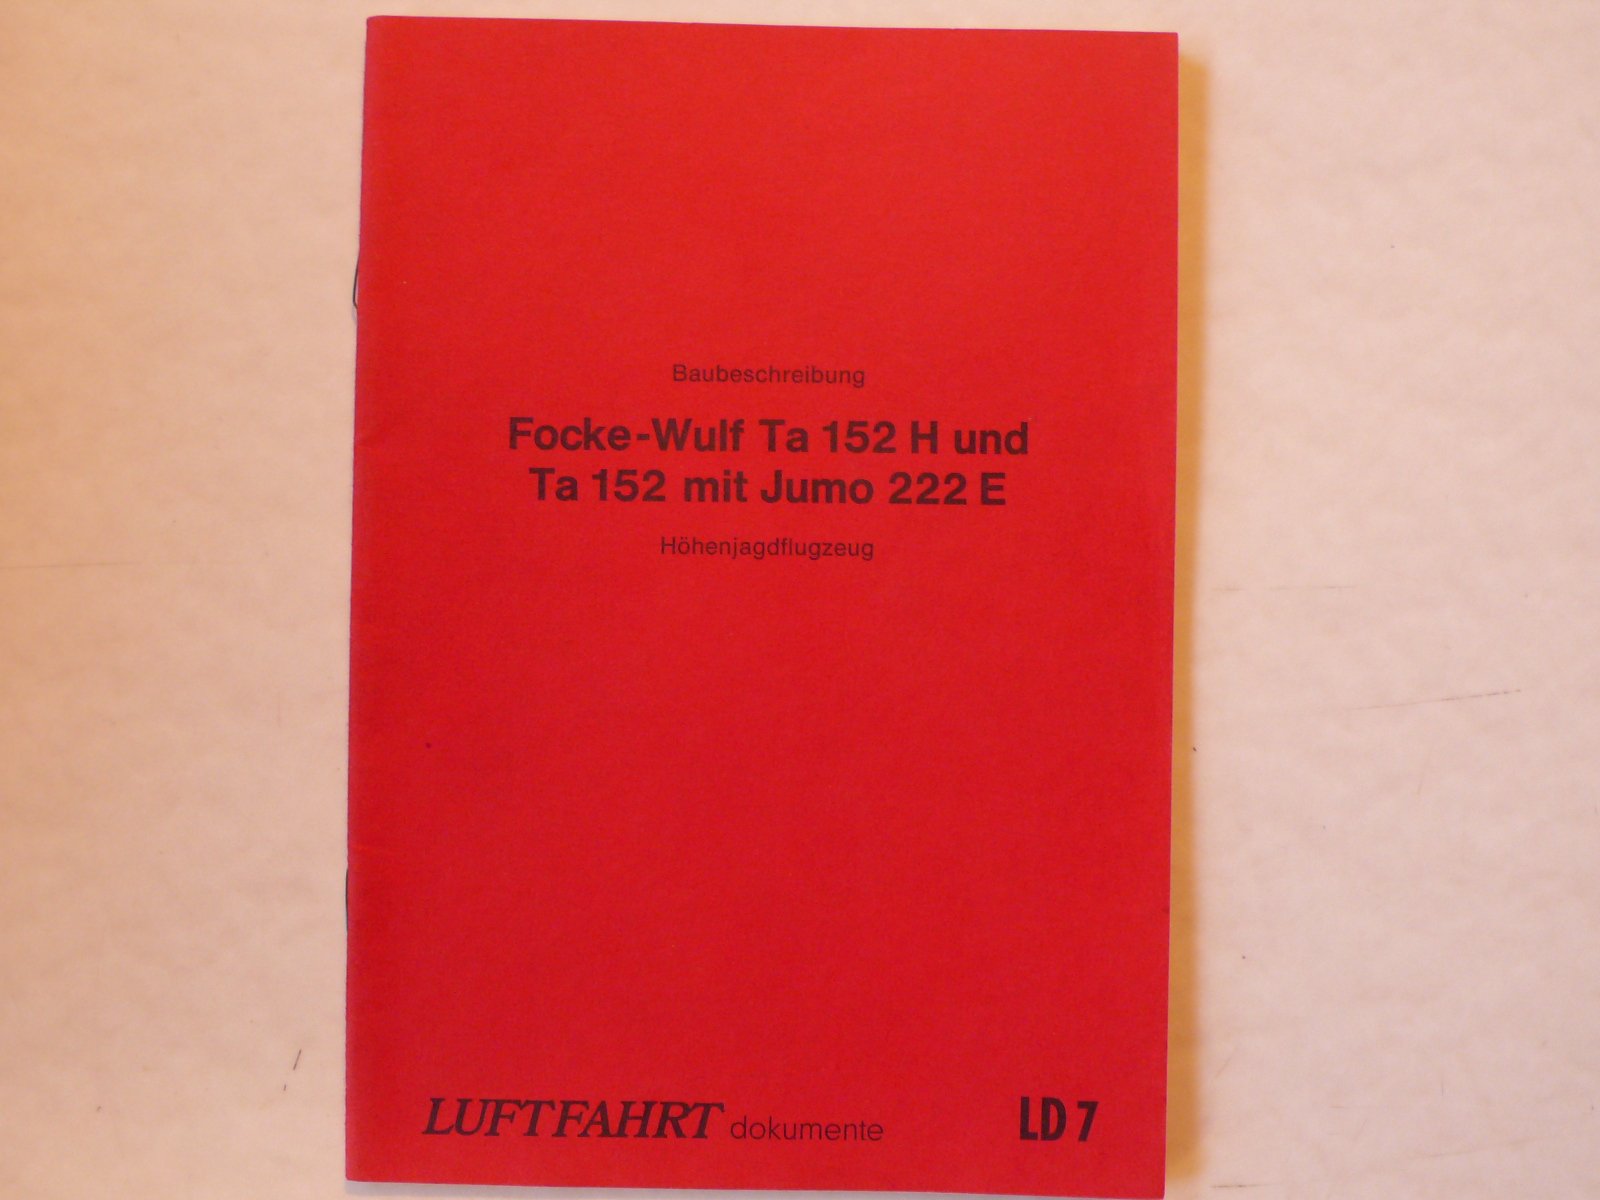 Baubeschreibung
Focke-Wulf Ta 152 H und
Ta 152 mit Jumo 222 E
Höhenjagdflugzeug
LUFTFAHRT dokumente LD 7